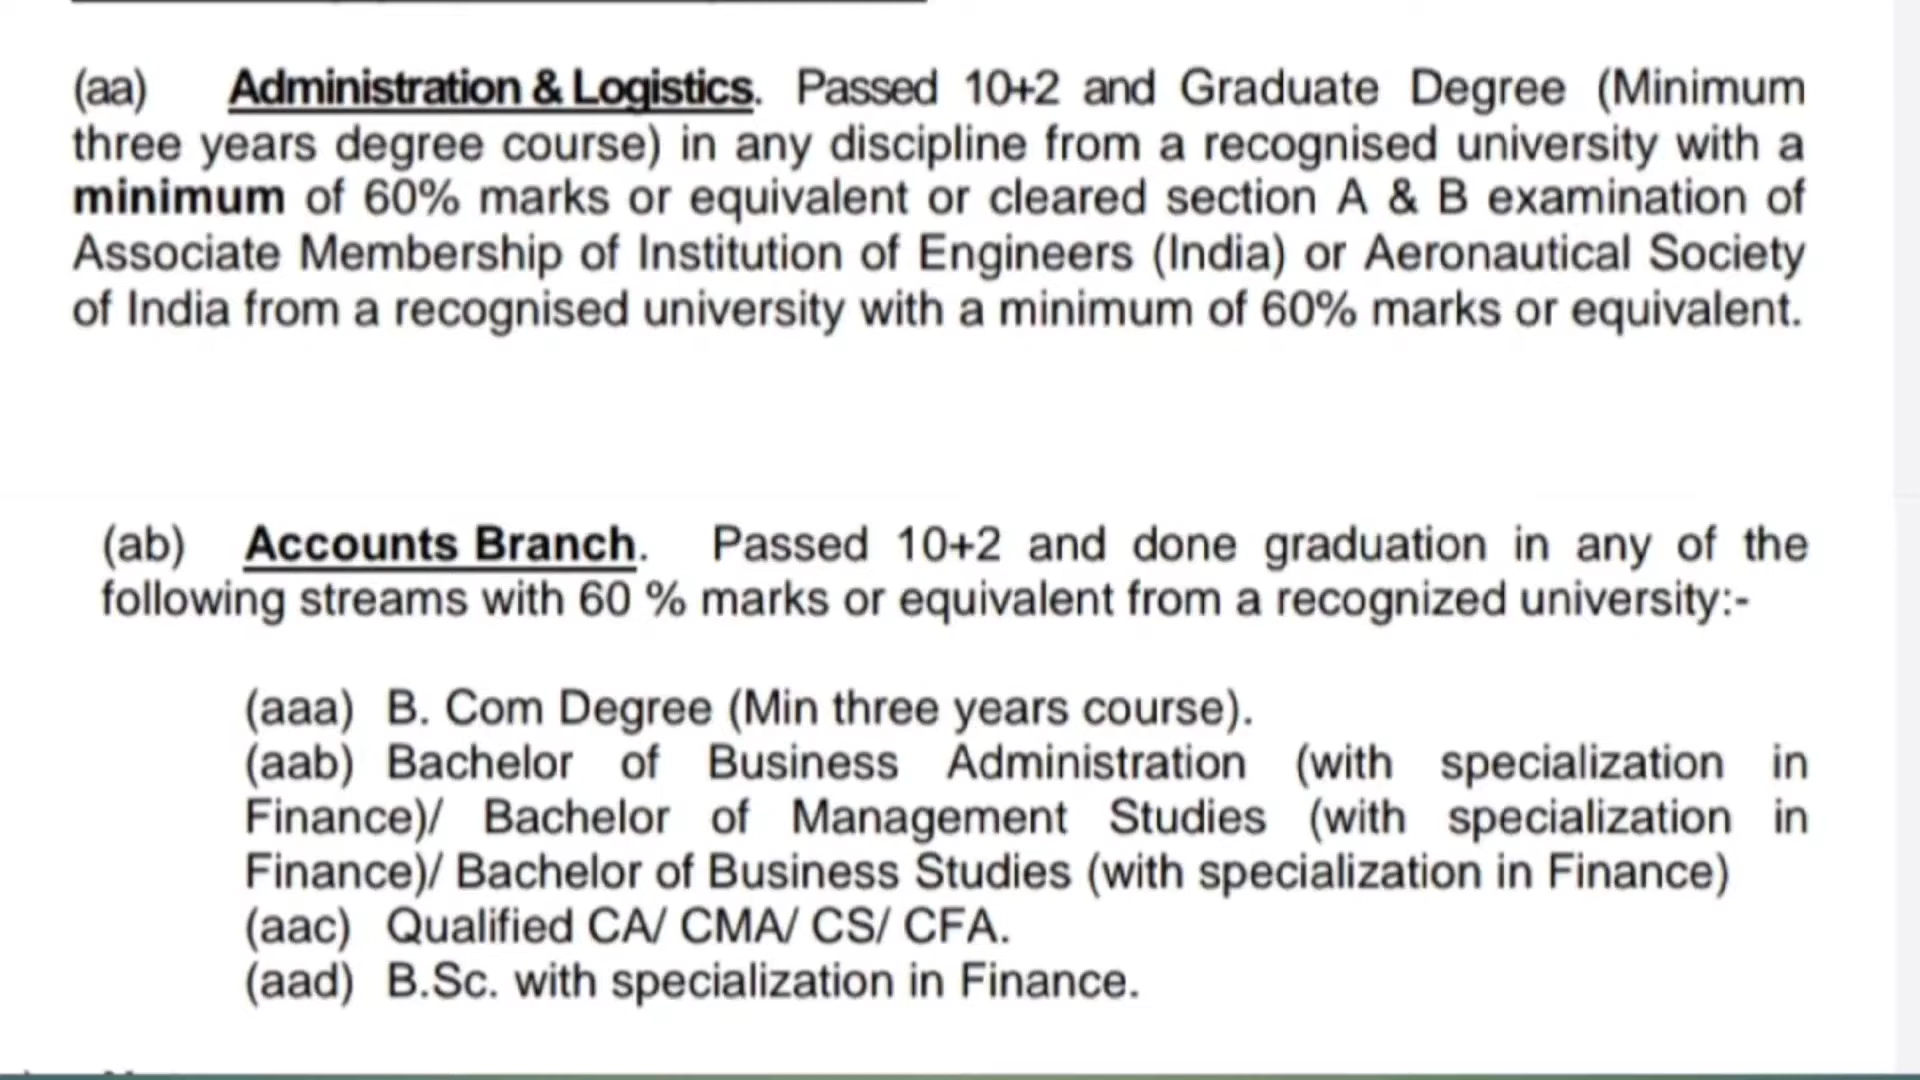 (aa) Administration & Logistics. Passed 10+2 and Graduate Degree (Minimum
three years degree course) in any discipline from a recognised university with a
minimum of 60% marks or equivalent or cleared section A & B examination of
Associate Membership of Institution of Engineers (India) or Aeronautical Society
of India from a recognised university with a minimum of 60% marks or equivalent.
(ab) Accounts Branch. Passed 10+2 and done graduation in any of the
following streams with 60 % marks or equivalent from a recognized university:-
(aaa) B. Com Degree (Min three years course).
(aab) Bachelor of Business Administration (with specialization in
Finance)/ Bachelor of Management Studies (with specialization in
Finance)/ Bachelor of Business Studies (with specialization in Finance)
(aac) Qualified CA/ CMA/ CS/ CFA.
(aad) B.Sc. with specialization in Finance.